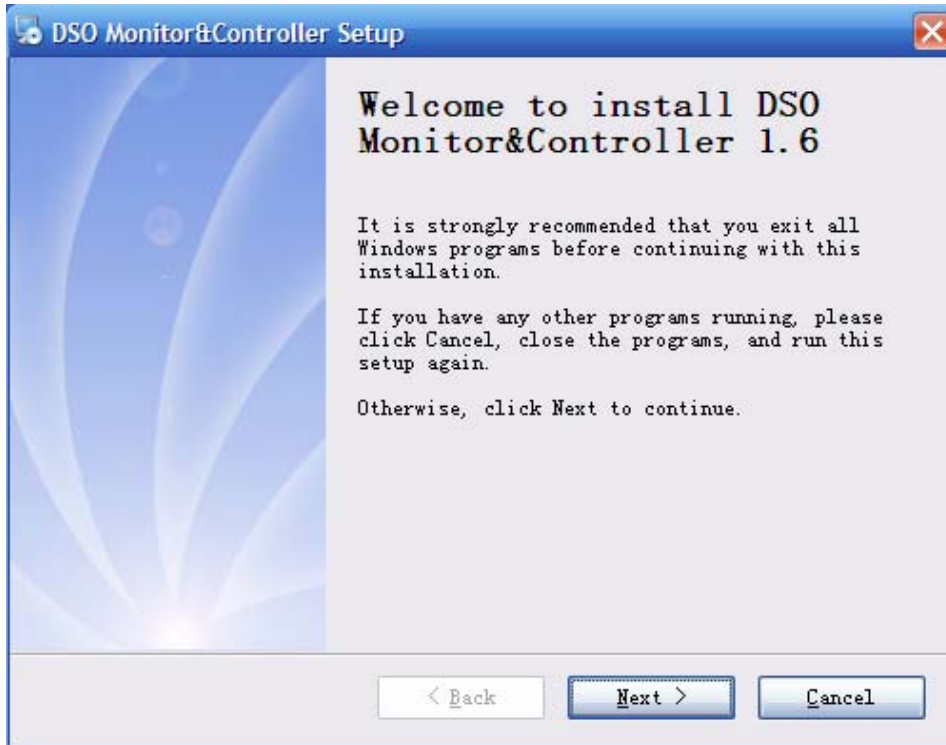 DSO Monitor&Controller Setup
Welcome to install DSO
Monitor&Controller 1.6
It is strongly recommended that you exit all
Windows programs before continuing with this
installation.
If you have any other programs running, please
click Cancel, close the programs, and run this
setup again.
Otherwise, click Next to continue.
< Back
Next >
Cancel